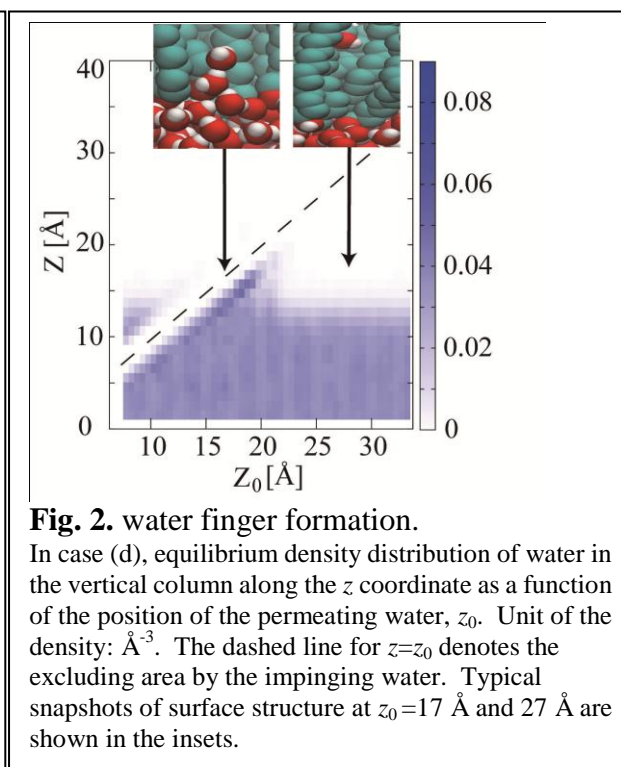 40
30
20
10
0
Z [Å]
10 15 20 25 30
Z0 [Å]
0.08
0.06
0.04
0.02
0
Fig. 2. water finger formation.
In case (d), equilibrium density distribution of water in
the vertical column along the z coordinate as a function
of the position of the permeating water, z0. Unit of the
density: Å-3. The dashed line for z=z0 denotes the
excluding area by the impinging water. Typical
snapshots of surface structure at z0 =17 Å and 27 Å are
shown in the insets.